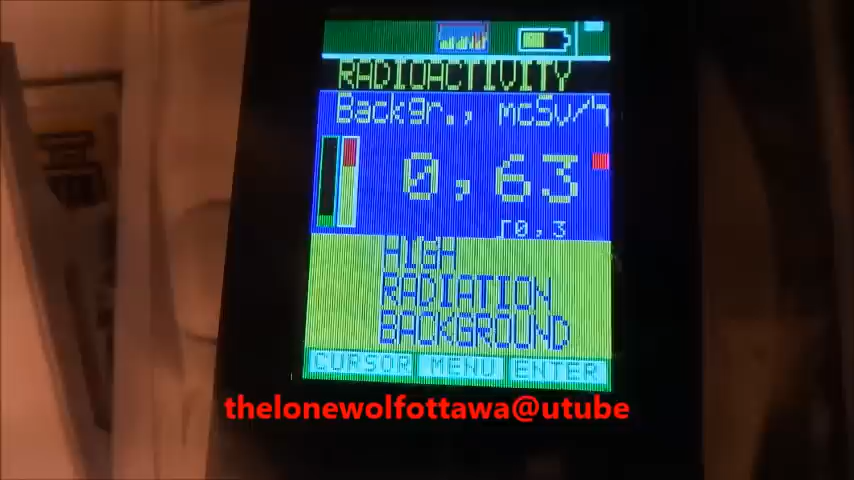 RADIOACTIVITY
Backgr., mcSv/h
0,63
⌈0,3
HIGH
RADIATION
BACKGROUND
CURSOR MENU ENTER
thelonewolfottawa@utube